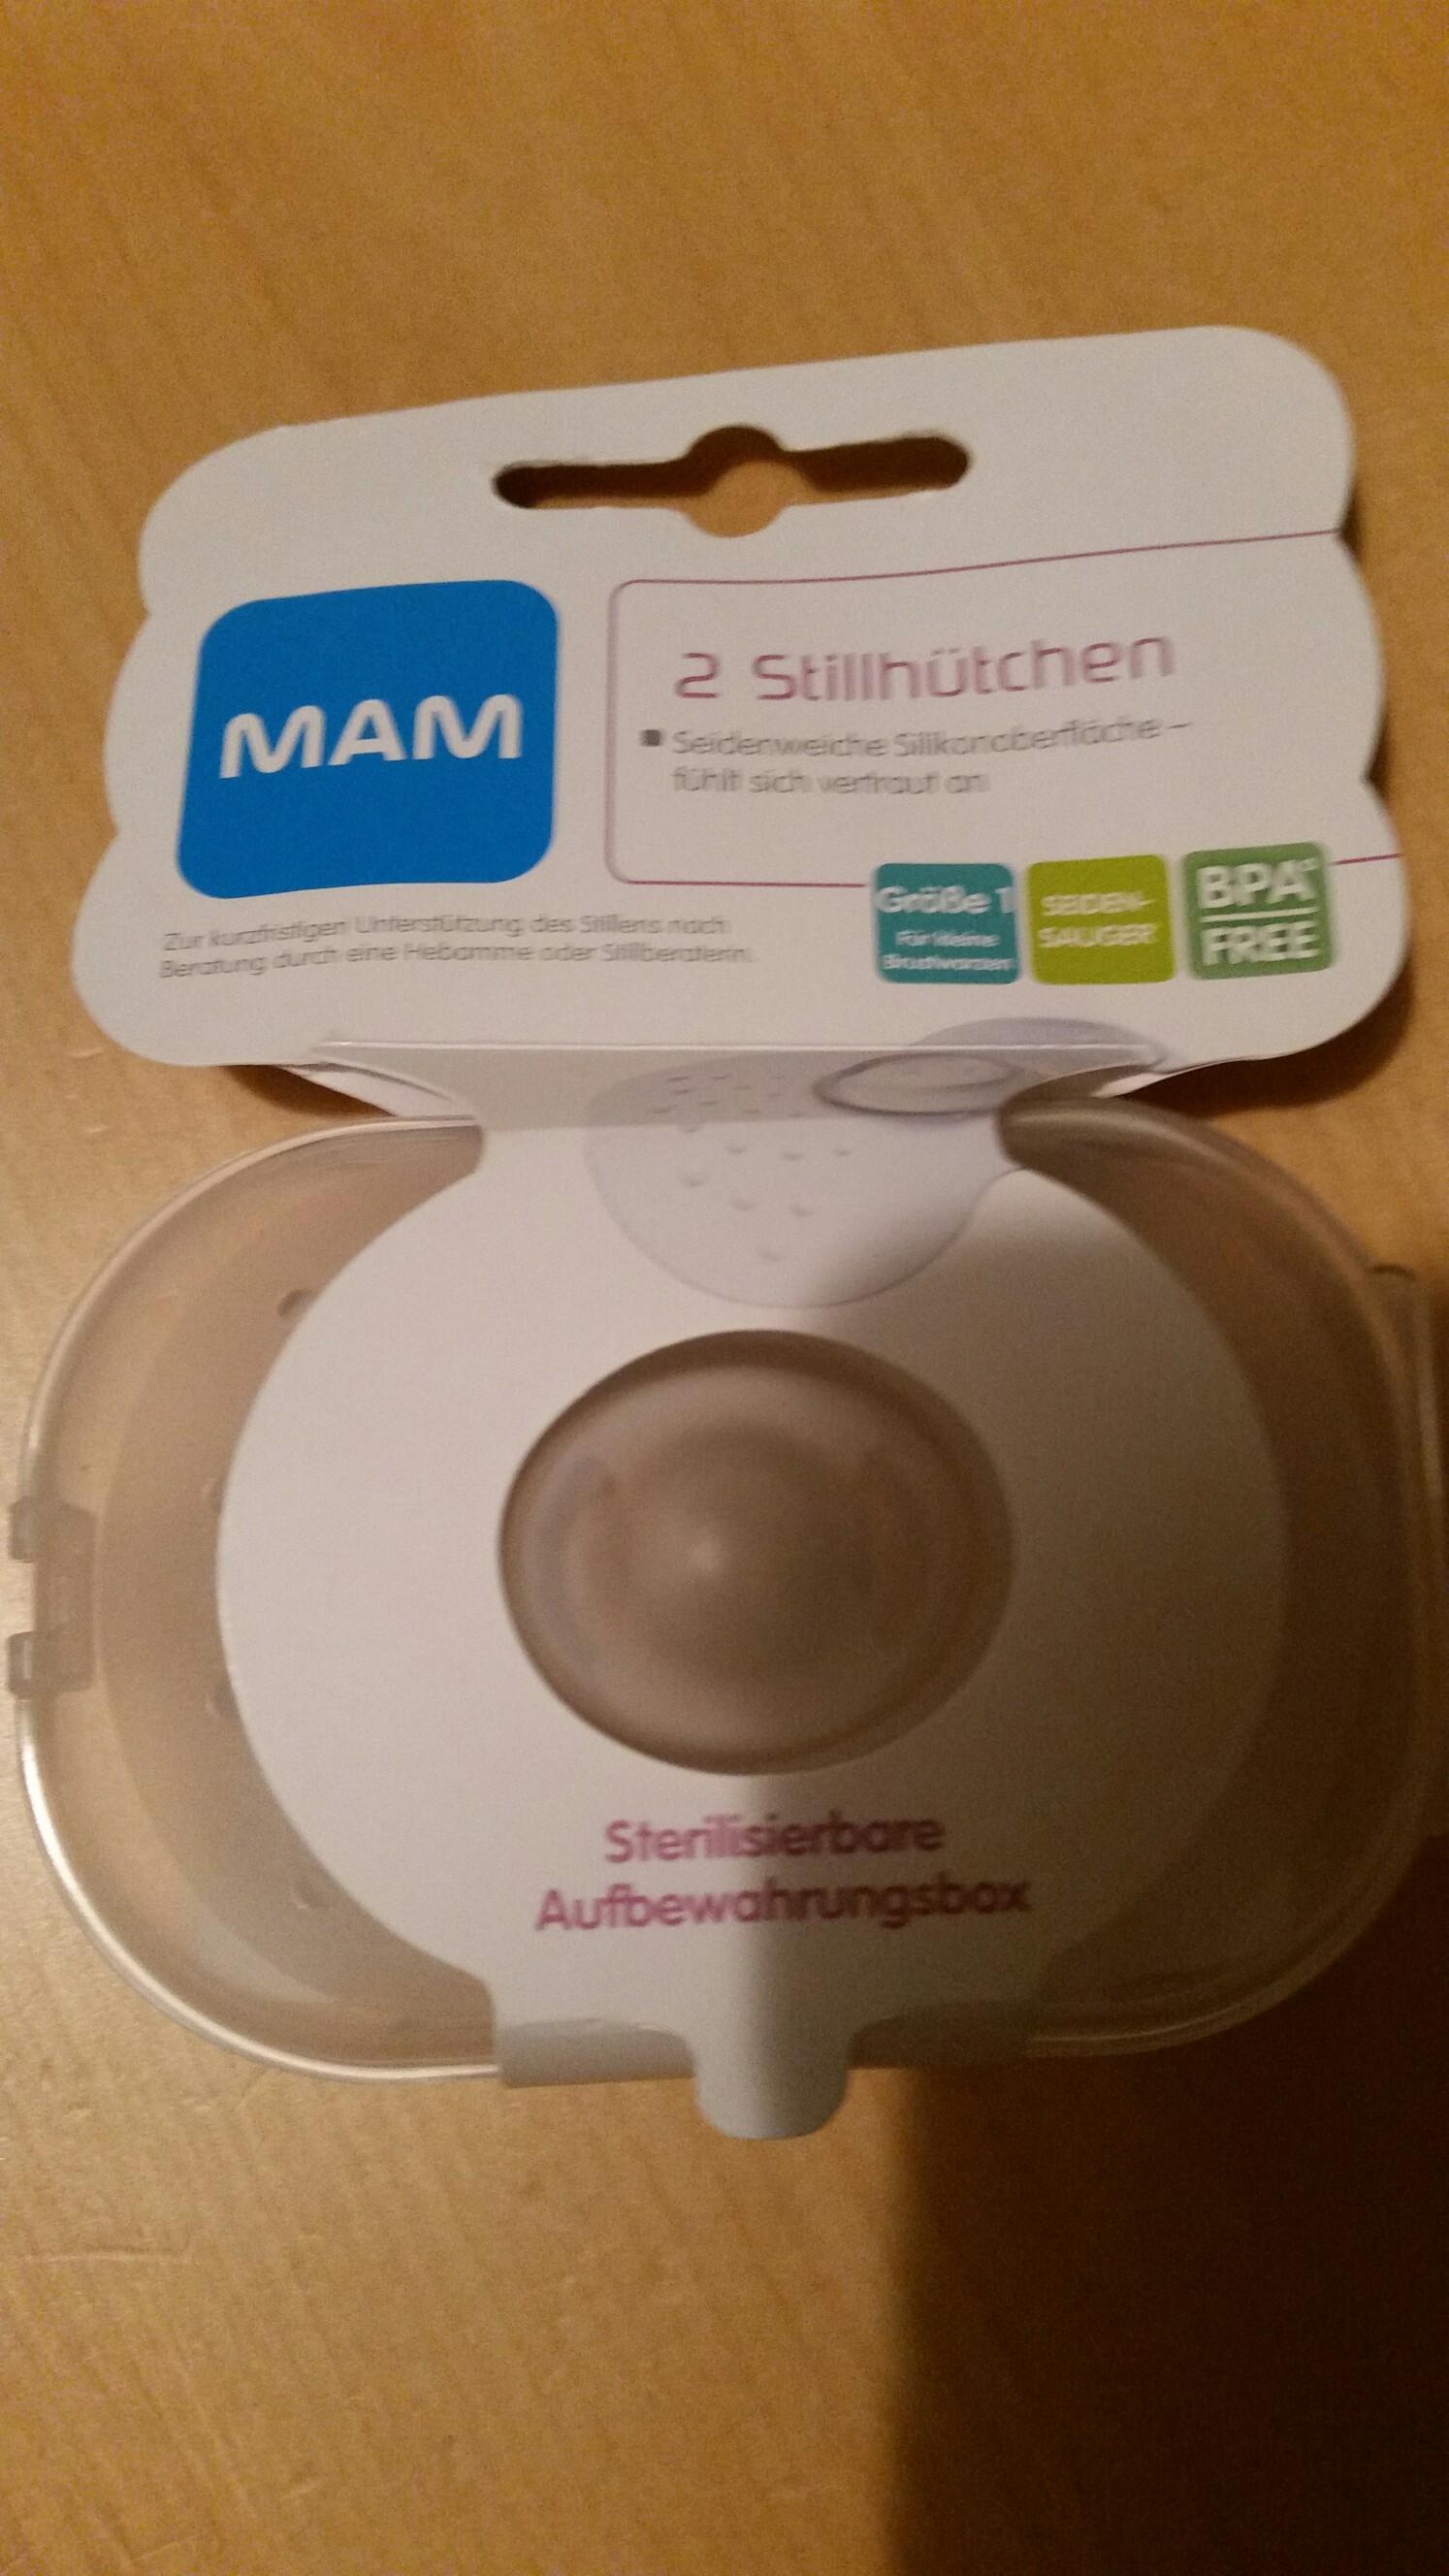 MAM
2 Stillhütchen
Seidenweiche Silikonoberfläche –
fühlt sich vertraut an
Zur kurzfristigen Unterstützung des Stillens nach
Beratung durch eine Hebamme oder Stillberaterin.
Größe 1
Für kleine
Brustwarzen
SEIDEN-
SAUGER
BPA
FREE
Sterilisierbare
Aufbewahrungsbox